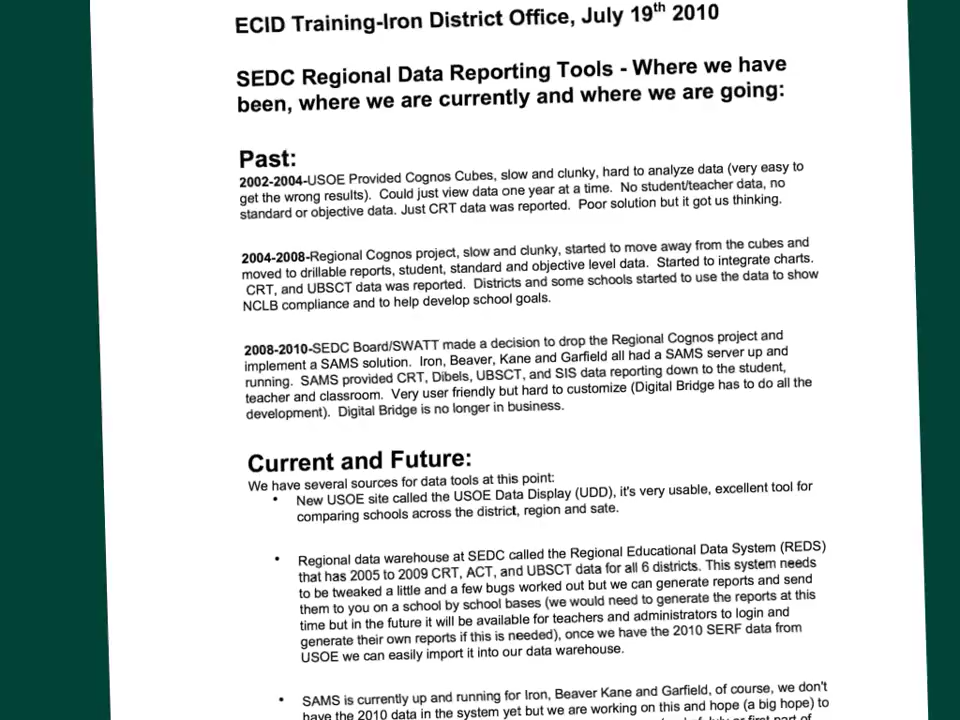 ECID Training-Iron District Office, July 19th 2010
SEDC Regional Data Reporting Tools - Where we have
been, where we are currently and where we are going:
Past:
2002-2004-USOE Provided Cognos Cubes, slow and clunky, hard to analyze data (very easy to
get the wrong results).  Could just view data one year at a time.  No student/teacher data, no
standard or objective data. Just CRT data was reported.  Poor solution but it got us thinking.
2004-2008-Regional Cognos project, slow and clunky, started to move away from the cubes and
moved to drillable reports, student, standard and objective level data.  Started to integrate charts.
CRT, and UBSCT data was reported.  Districts and some schools started to use the data to show
NCLB compliance and to help develop school goals.
2008-2010-SEDC Board/SWATT made a decision to drop the Regional Cognos project and
implement a SAMS solution.  Iron, Beaver, Kane and Garfield all had a SAMS server up and
running.  SAMS provided CRT, Dibels, UBSCT, and SIS data reporting down to the student,
teacher and classroom.  Very user friendly but hard to customize (Digital Bridge has to do all the
development).  Digital Bridge is no longer in business.
Current and Future:
We have several sources for data tools at this point:
• New USOE site called the USOE Data Display (UDD), it's very usable, excellent tool for
comparing schools across the district, region and sate.
• Regional data warehouse at SEDC called the Regional Educational Data System (REDS)
that has 2005 to 2009 CRT, ACT, and UBSCT data for all 6 districts. This system needs
to be tweaked a little and a few bugs worked out but we can generate reports and send
them to you on a school by school bases (we would need to generate the reports at this
time but in the future it will be available for teachers and administrators to login and
generate their own reports if this is needed), once we have the 2010 SERF data from
USOE we can easily import it into our data warehouse.
• SAMS is currently up and running for Iron, Beaver Kane and Garfield, of course, we don't
have the 2010 data in the system yet but we are working on this and hope (a big hope) to
of July or first part of